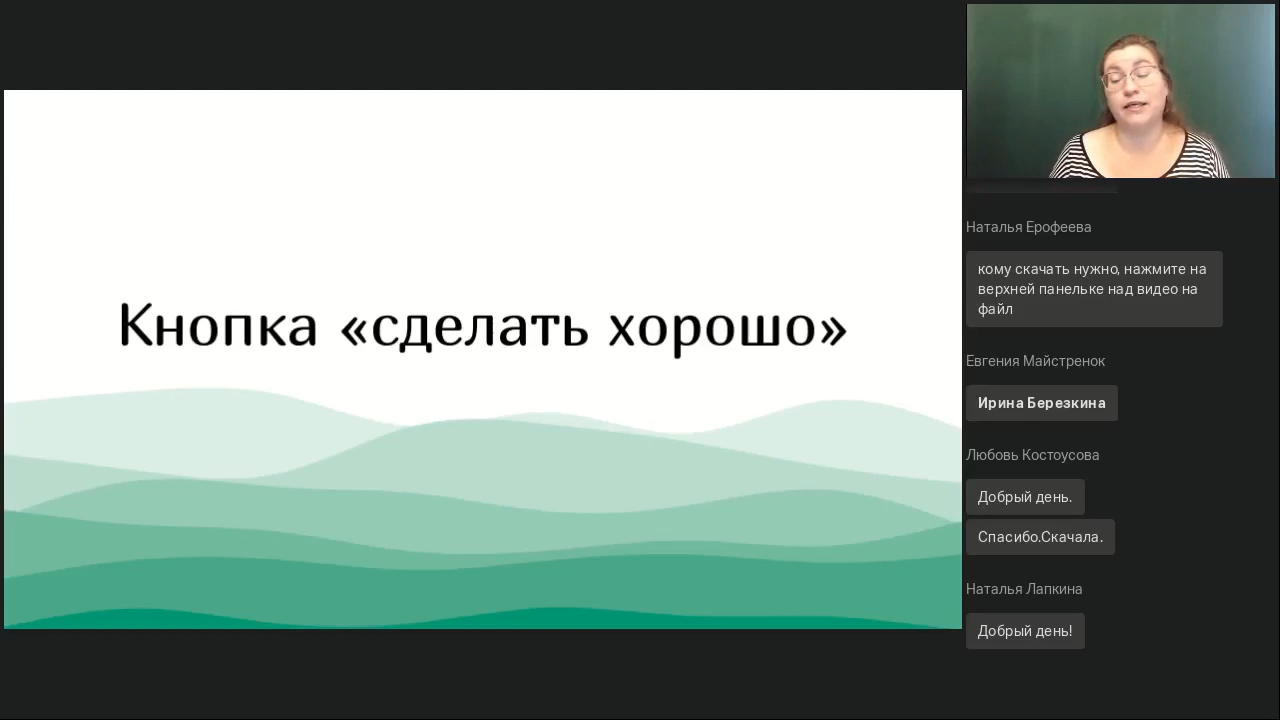 Кнопка «сделать хорошо»
Наталья Ерофеева
кому скачать нужно, нажмите на
верхней панельке над видео на
файл
Евгения Майстренок
Ирина Березкина
Любовь Костоусова
Добрый день.
Спасибо.Скачала.
Наталья Лапкина
Добрый день!